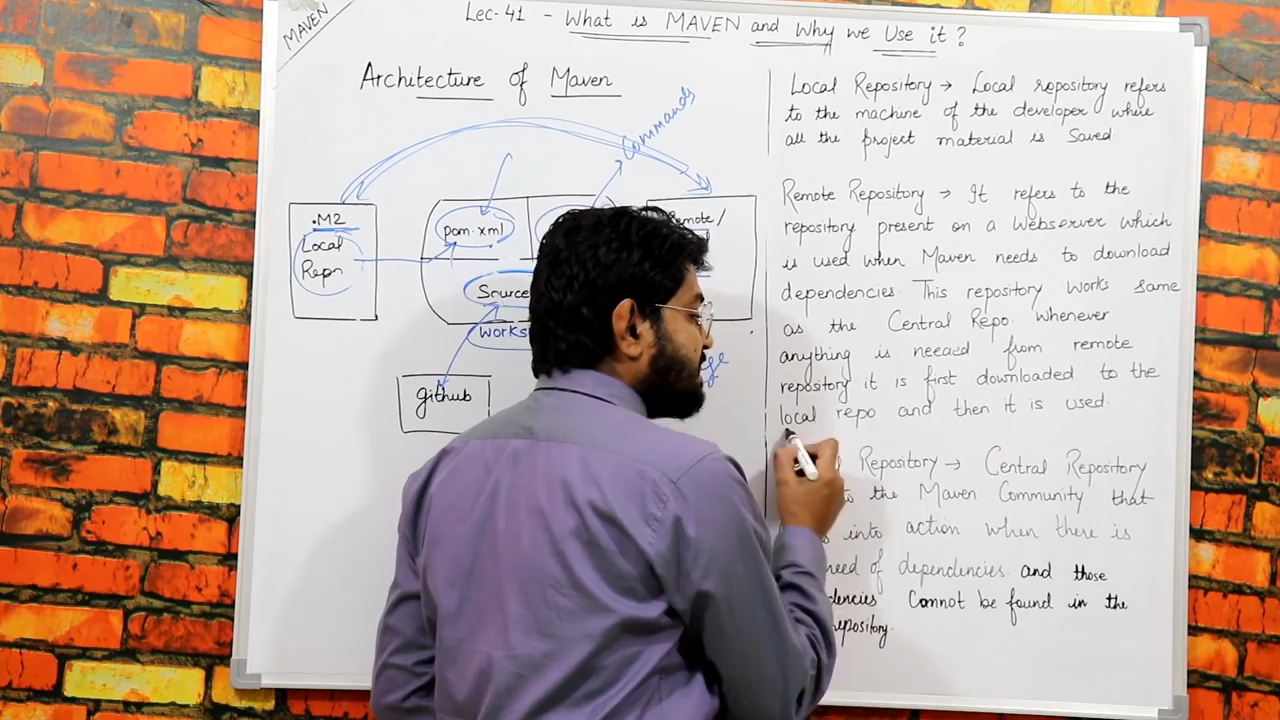 MAVEN
Lec-41 - What is MAVEN and Why we Use it ?
Architecture of Maven
Commands
.M2
Local
Repo
pom.xml
Source
Works
github
Remote /
Local Repository → Local repository refers
to the machine of the developer where
all the project material is Saved
Remote Repository → It refers to the
repository present on a Webserver which
is used when Maven needs to download
dependencies. This repository works same
as the Central Repo. Whenever
anything is needed from remote
repository it is first downloaded to the
local repo and then it is used.
Repository → Central Repository
to the Maven Community that
into action when there is
need of dependencies. and those
dencies Cannot be found in the
repository.